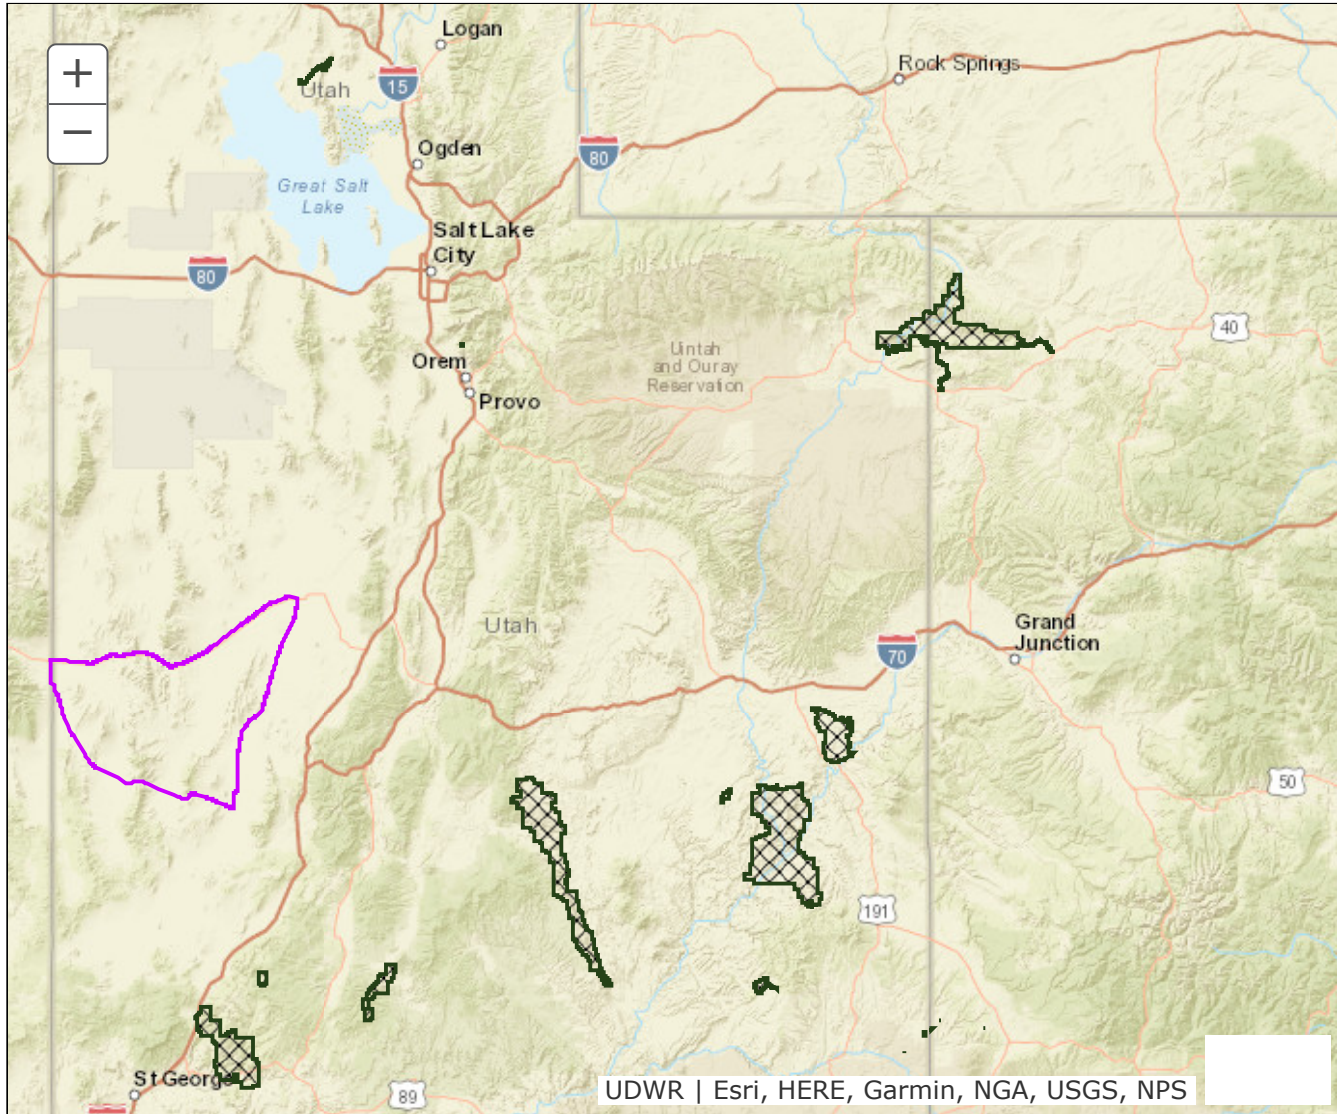 +
−
Logan
Rock Springs
Utah
15
Ogden
80
Great Salt
Lake
Salt Lake
City
80
40
Orem
Uintah
and Ouray
Reservation
Provo
Utah
Grand
Junction
70
50
191
St George
89
UDWR | Esri, HERE, Garmin, NGA, USGS, NPS